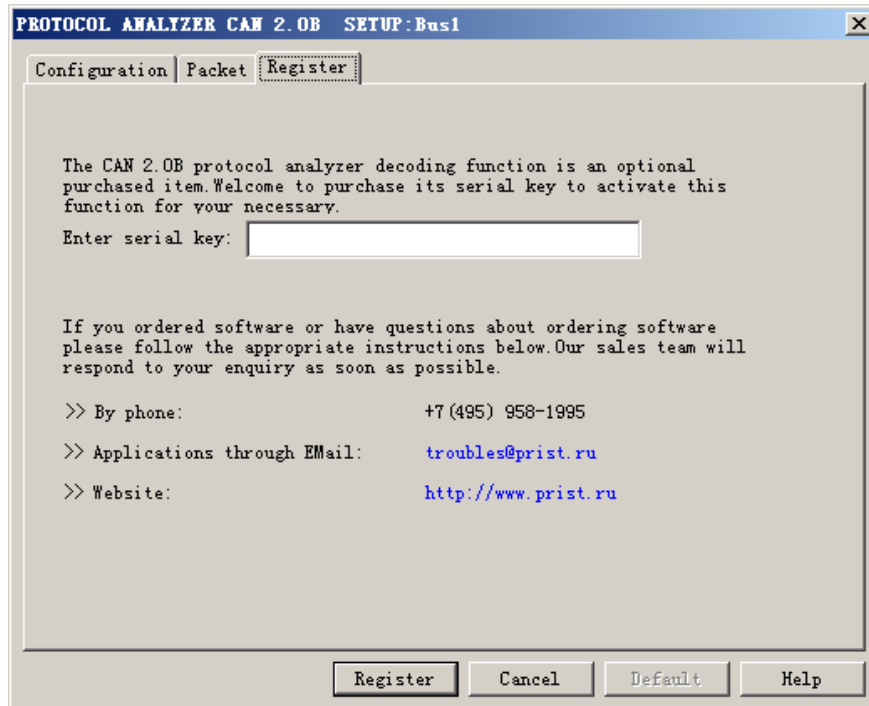 PROTOCOL ANALYZER CAN 2.0B SETUP:Bus1
Configuration Packet Register
The CAN 2.0B protocol analyzer decoding function is an optional
purchased item.Welcome to purchase its serial key to activate this
function for your necessary.
Enter serial key:
If you ordered software or have questions about ordering software
please follow the appropriate instructions below.Our sales team will
respond to your enquiry as soon as possible.
>> By phone: +7(495) 958-1995
>> Applications through EMail: troubles@prist.ru
>> Website: http://www.prist.ru
Register Cancel Default Help